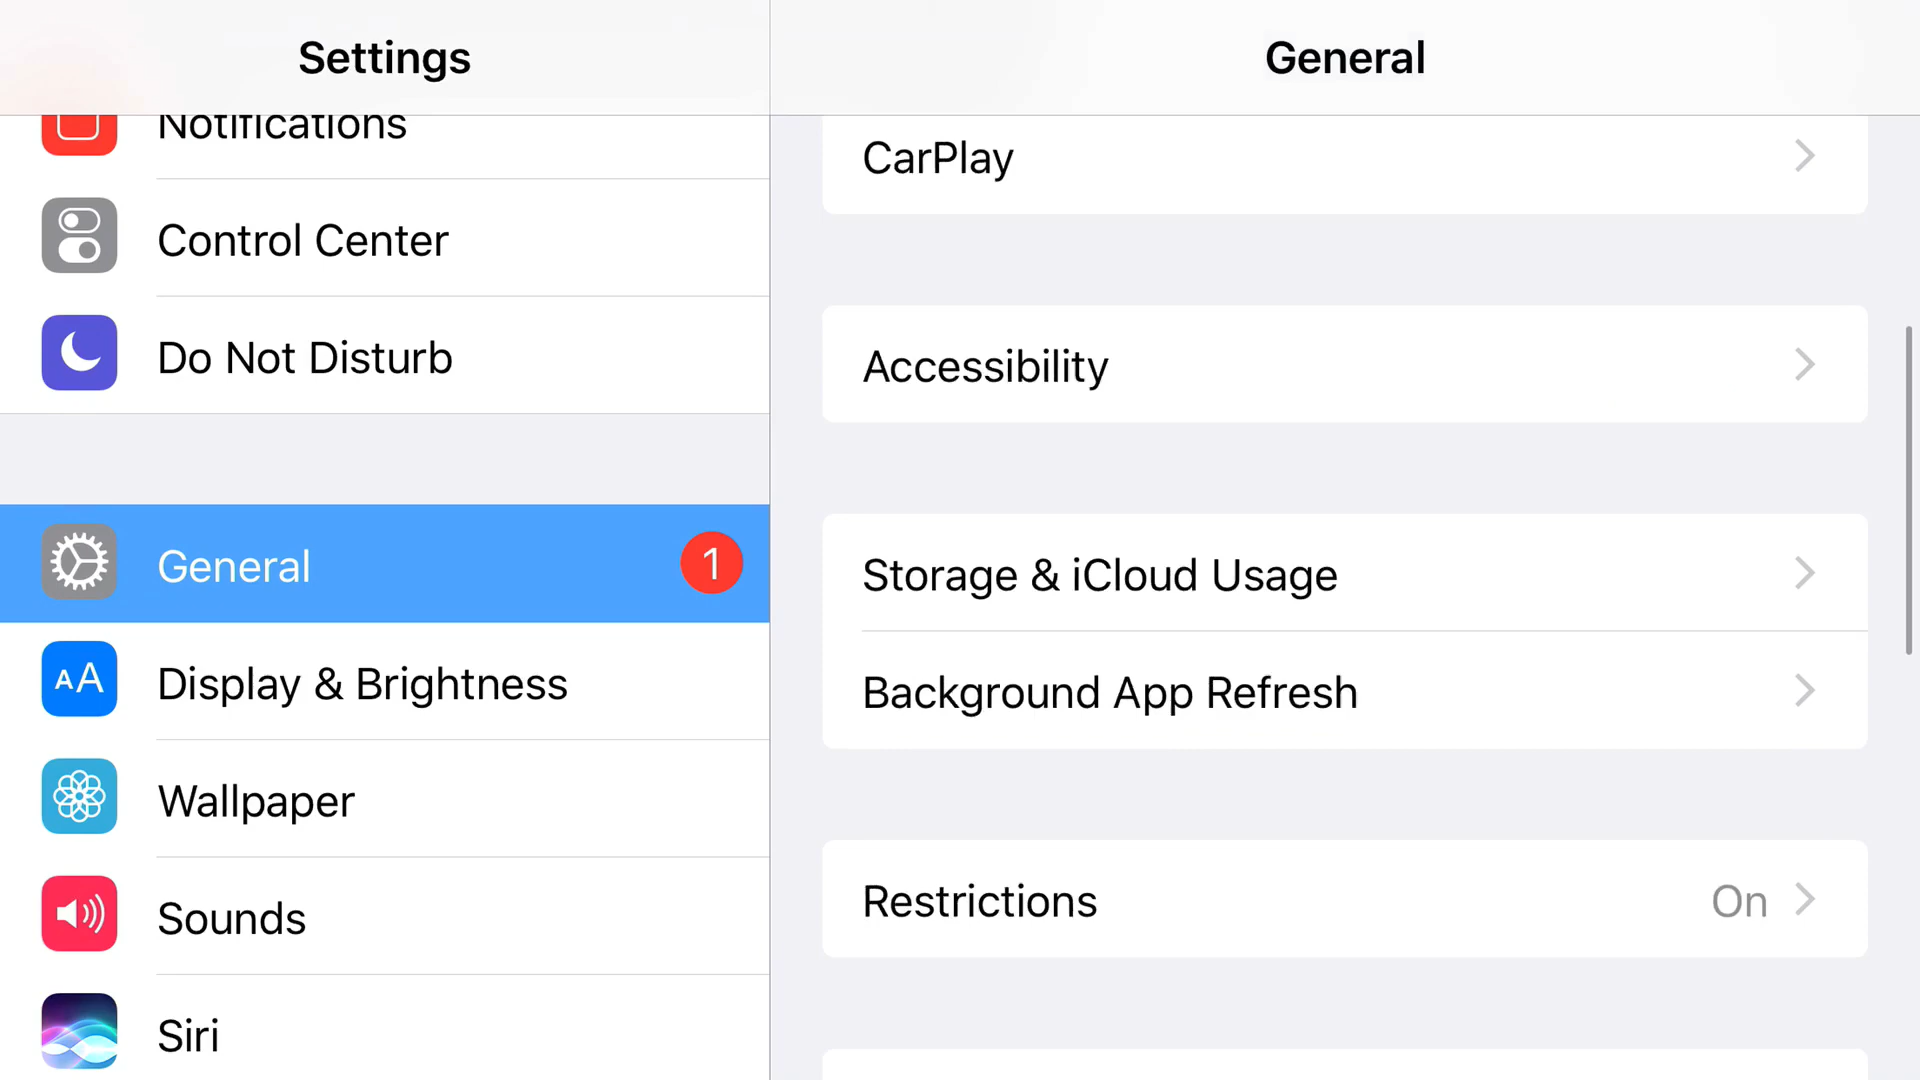 Settings
Notifications
Control Center
Do Not Disturb
General 1
AA Display & Brightness
Wallpaper
Sounds
Siri
General
CarPlay
Accessibility
Storage & iCloud Usage
Background App Refresh
Restrictions On